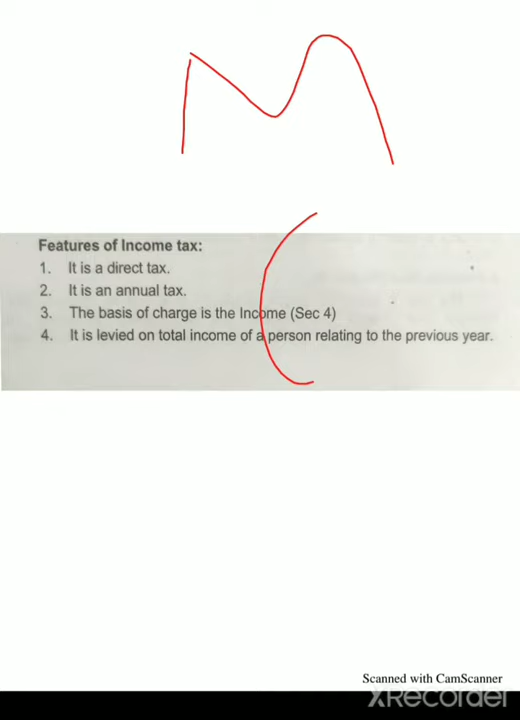 M
Features of Income tax:
1. It is a direct tax.
2. It is an annual tax.
3. The basis of charge is the Income (Sec 4)
4. It is levied on total income of a person relating to the previous year.
Scanned with CamScanner
XRecorder